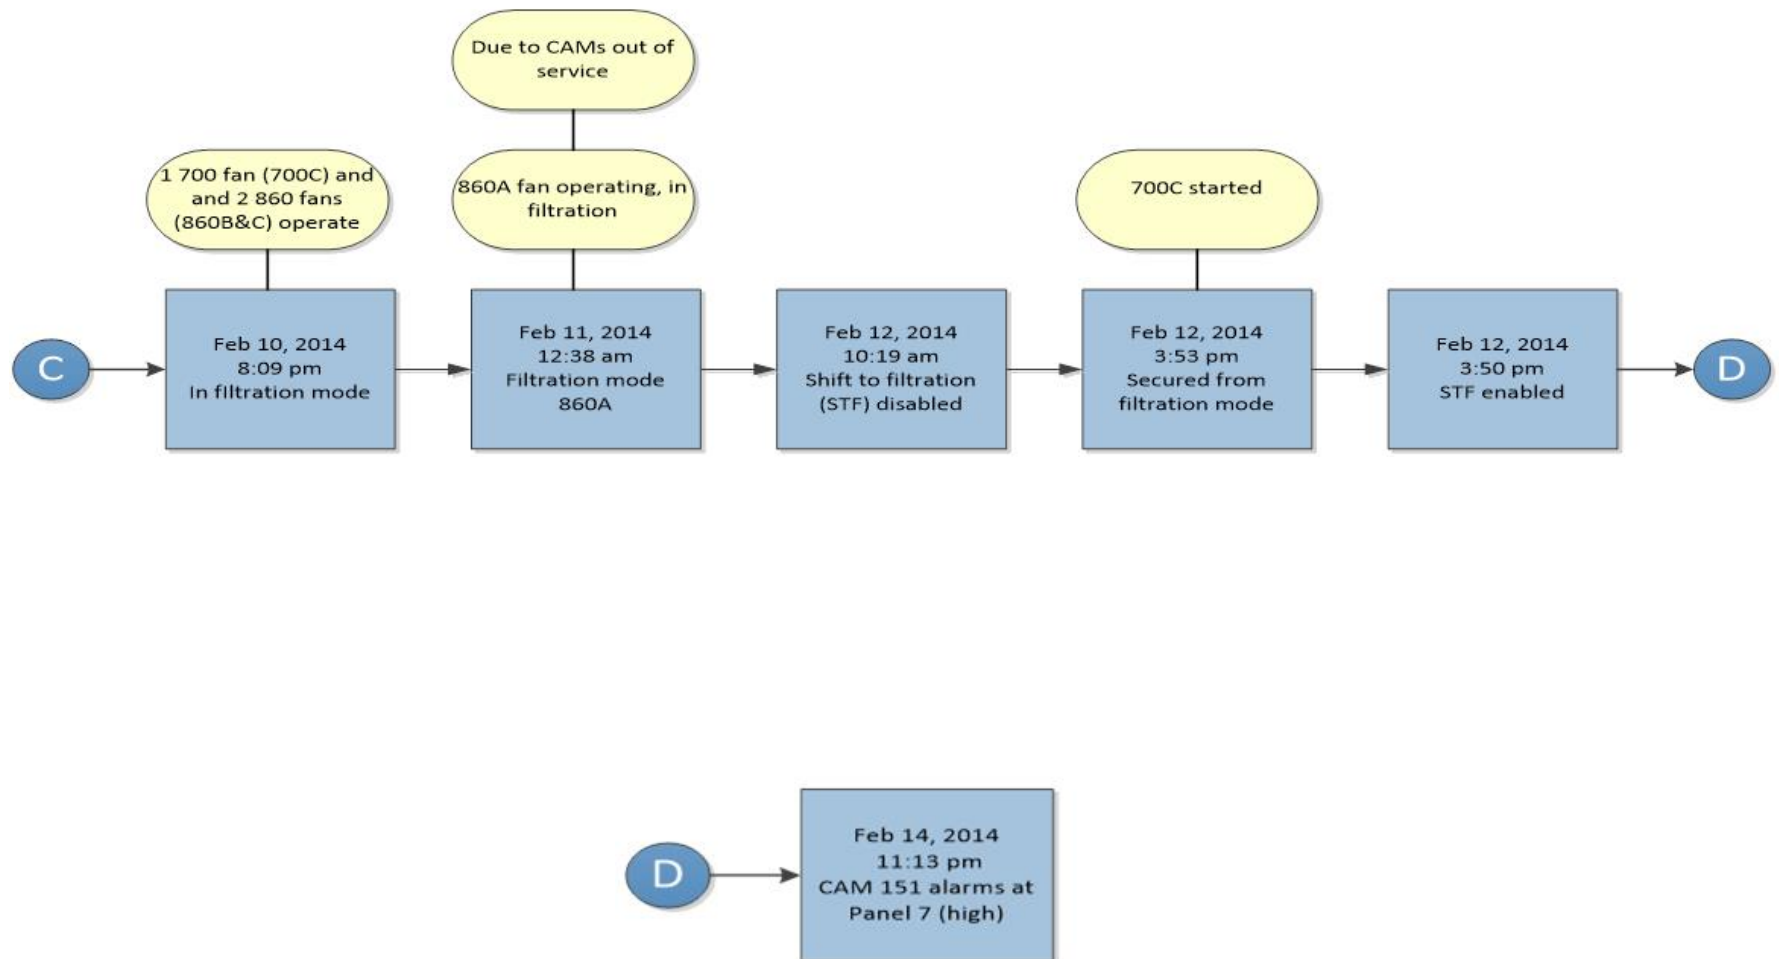 Due to CAMs out of
service
1 700 fan (700C) and
and 2 860 fans
(860B&C) operate
860A fan operating, in
filtration
700C started
C
Feb 10, 2014
8:09 pm
In filtration mode
Feb 11, 2014
12:38 am
Filtration mode
860A
Feb 12, 2014
10:19 am
Shift to filtration
(STF) disabled
Feb 12, 2014
3:53 pm
Secured from
filtration mode
Feb 12, 2014
3:50 pm
STF enabled
D
D
Feb 14, 2014
11:13 pm
CAM 151 alarms at
Panel 7 (high)